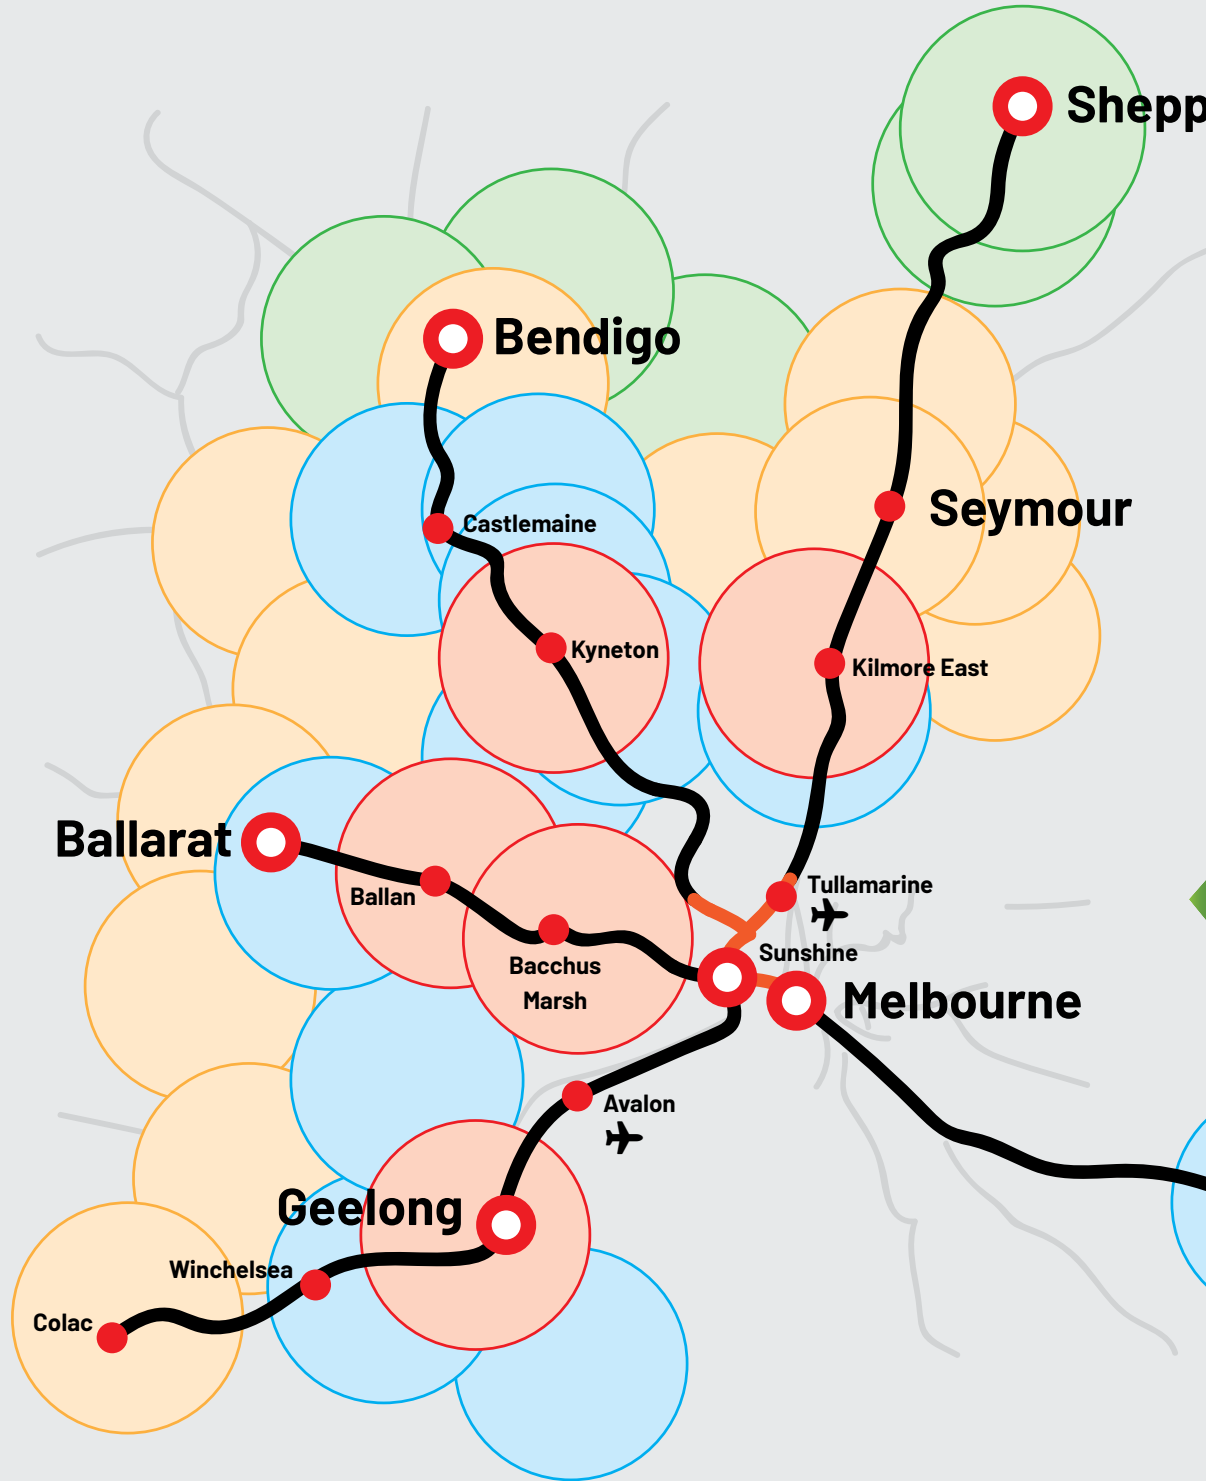 Shepp
Bendigo
Castlemaine
Seymour
Kyneton
Kilmore East
Ballarat
Ballan
Tullamarine
Sunshine
Bacchus
Marsh
Melbourne
Avalon
Geelong
Winchelsea
Colac